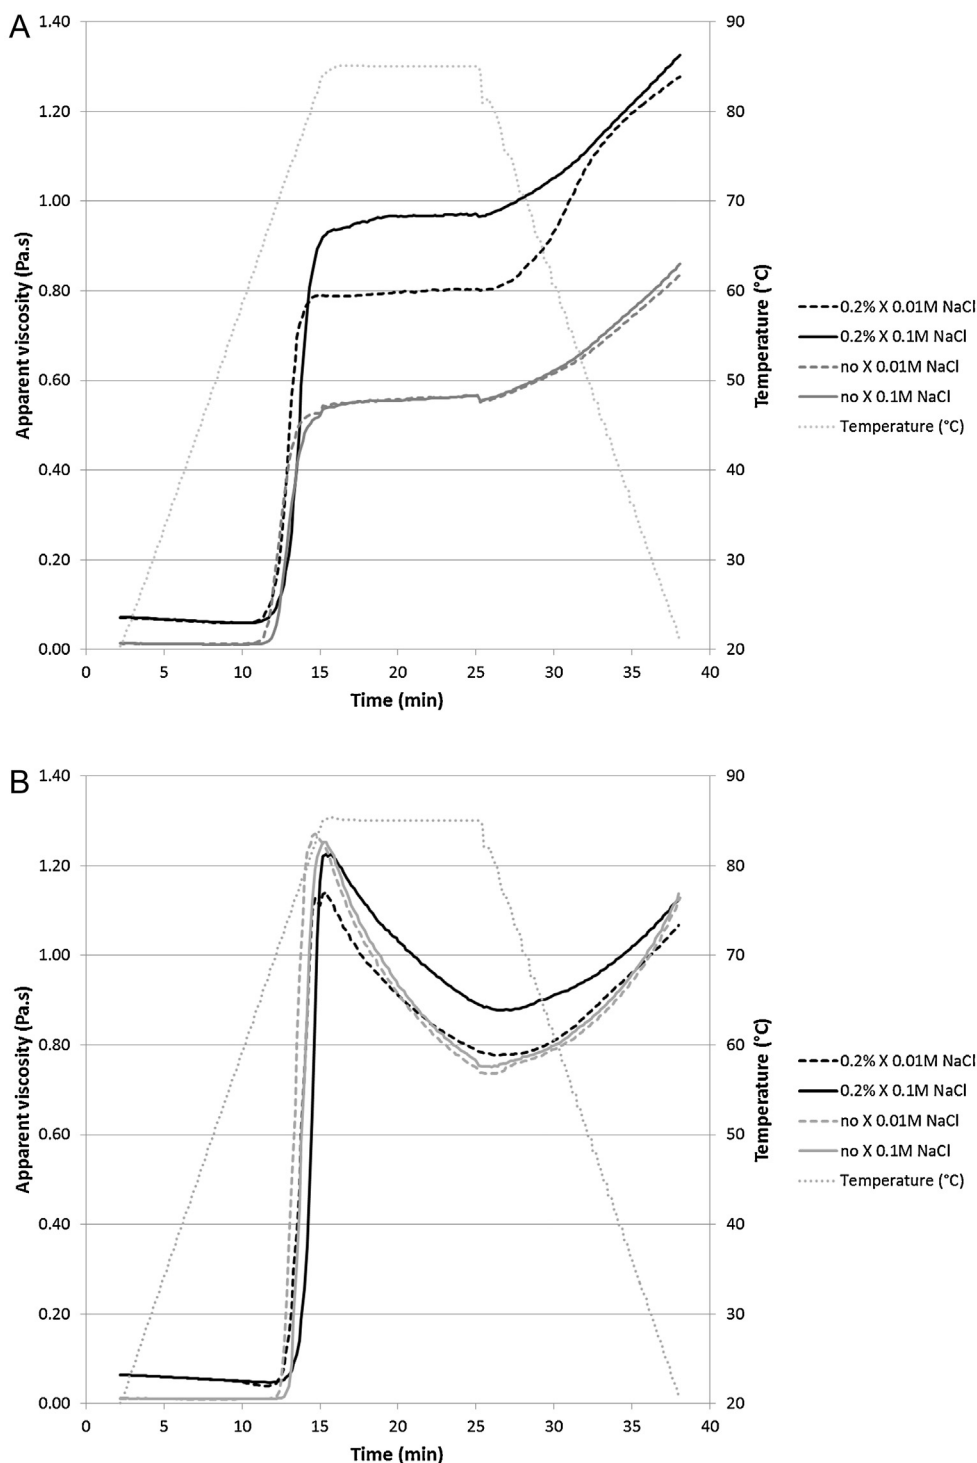 A
1.40
1.20
1.00
0.80
0.60
0.40
0.20
0.00
Apparent viscosity (Pa.s)
0 5 10 15 20 25 30 35 40
Time (min)
90
80
70
60
50
40
30
20
Temperature (°C)
0.2% X 0.01M NaCl
0.2% X 0.1M NaCl
no X 0.01M NaCl
no X 0.1M NaCl
Temperature (°C)
B
1.40
1.20
1.00
0.80
0.60
0.40
0.20
0.00
Apparent viscosity (Pa.s)
0 5 10 15 20 25 30 35 40
Time (min)
90
80
70
60
50
40
30
20
Temperature (°C)
0.2% X 0.01M NaCl
0.2% X 0.1M NaCl
no X 0.01M NaCl
no X 0.1M NaCl
Temperature (°C)